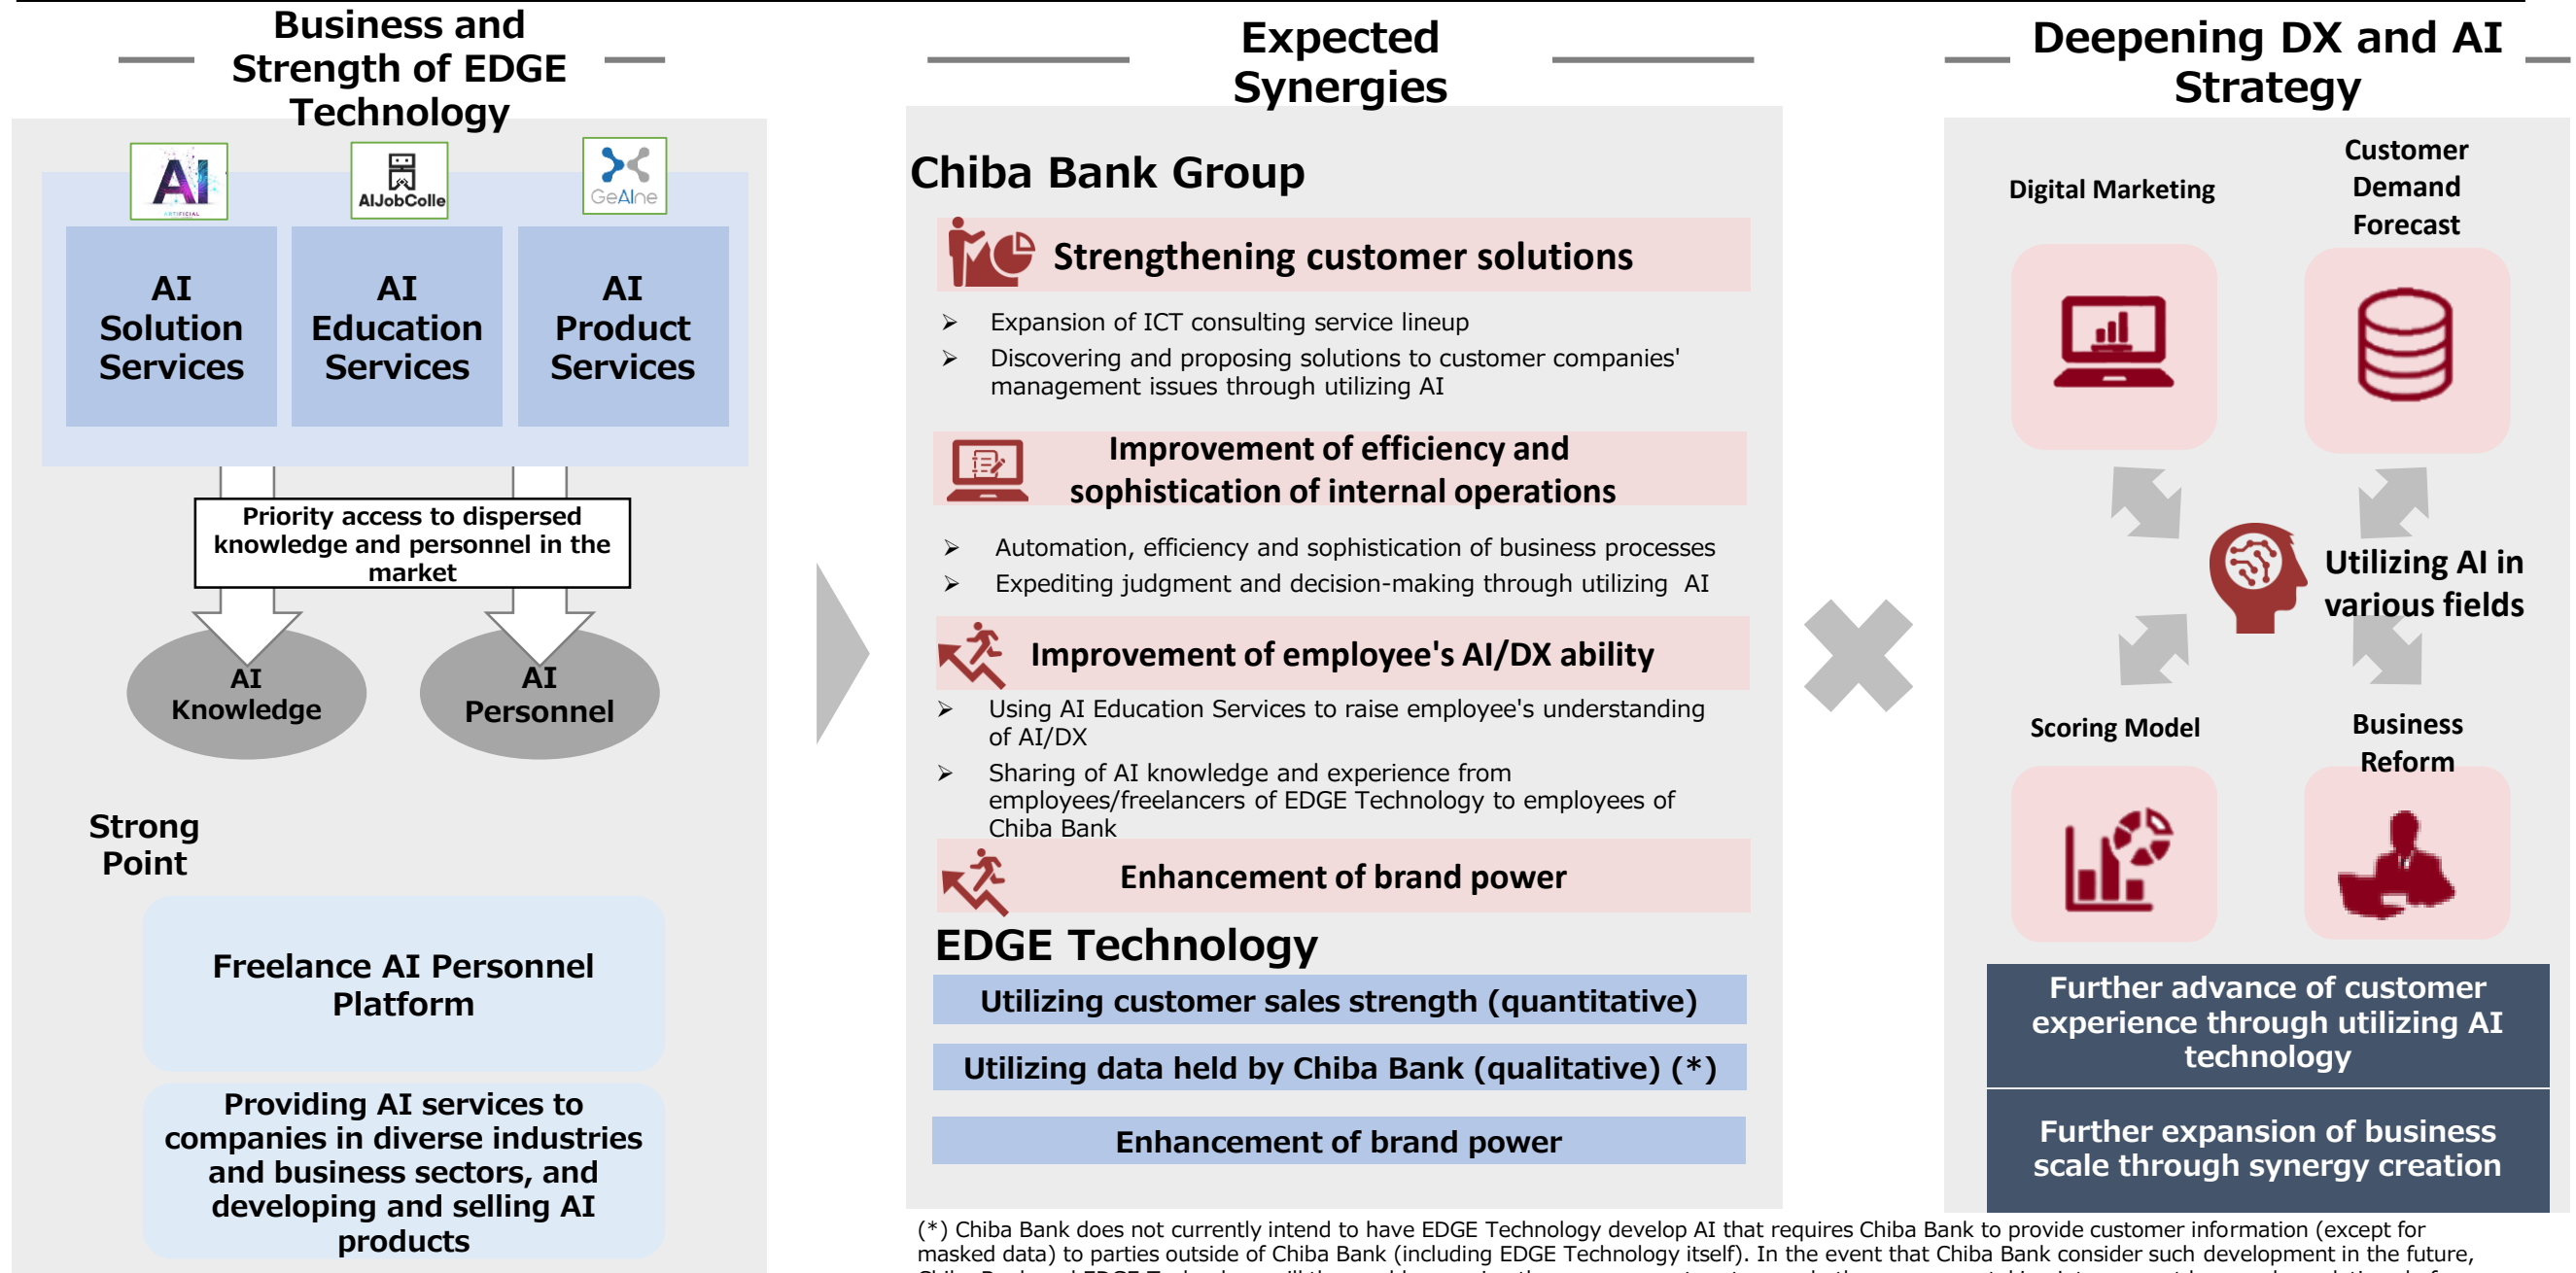 Business and
Strength of EDGE
Technology
AI
ARTIFICIAL
AIJobColle
GeAIne
AI
Solution
Services
AI
Education
Services
AI
Product
Services
Priority access to dispersed
knowledge and personnel in the
market
AI
Knowledge
AI
Personnel
Strong
Point
Freelance AI Personnel
Platform
Providing AI services to
companies in diverse industries
and business sectors, and
developing and selling AI
products
Expected
Synergies
Chiba Bank Group
Strengthening customer solutions
➢ Expansion of ICT consulting service lineup
➢ Discovering and proposing solutions to customer companies'
management issues through utilizing AI
Improvement of efficiency and
sophistication of internal operations
➢ Automation, efficiency and sophistication of business processes
➢ Expediting judgment and decision-making through utilizing AI
Improvement of employee's AI/DX ability
➢ Using AI Education Services to raise employee's understanding
of AI/DX
➢ Sharing of AI knowledge and experience from
employees/freelancers of EDGE Technology to employees of
Chiba Bank
Enhancement of brand power
EDGE Technology
Utilizing customer sales strength (quantitative)
Utilizing data held by Chiba Bank (qualitative) (*)
Enhancement of brand power
Deepening DX and AI
Strategy
Digital Marketing
Customer
Demand
Forecast
Utilizing AI in
various fields
Scoring Model
Business
Reform
Further advance of customer
experience through utilizing AI
technology
Further expansion of business
scale through synergy creation
(*) Chiba Bank does not currently intend to have EDGE Technology develop AI that requires Chiba Bank to provide customer information (except for
masked data) to parties outside of Chiba Bank (including EDGE Technology itself). In the event that Chiba Bank consider such development in the future,